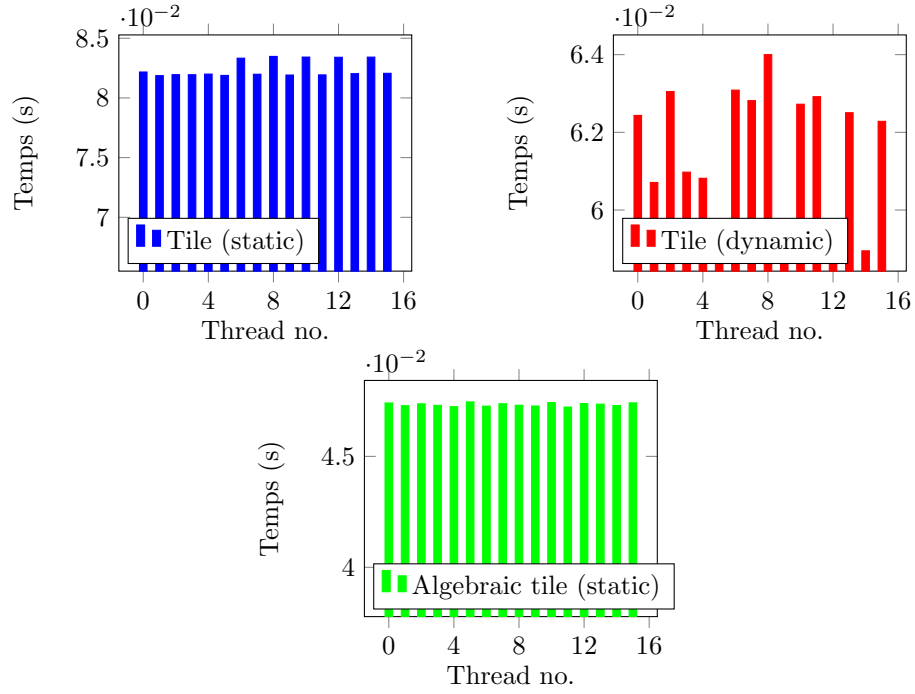 ·10⁻²
8.5
8
7.5
7
Temps (s)
Tile (static)
0 4 8 12 16
Thread no.
·10⁻²
6.4
6.2
6
Temps (s)
Tile (dynamic)
0 4 8 12 16
Thread no.
·10⁻²
4.5
4
Temps (s)
Algebraic tile (static)
0 4 8 12 16
Thread no.